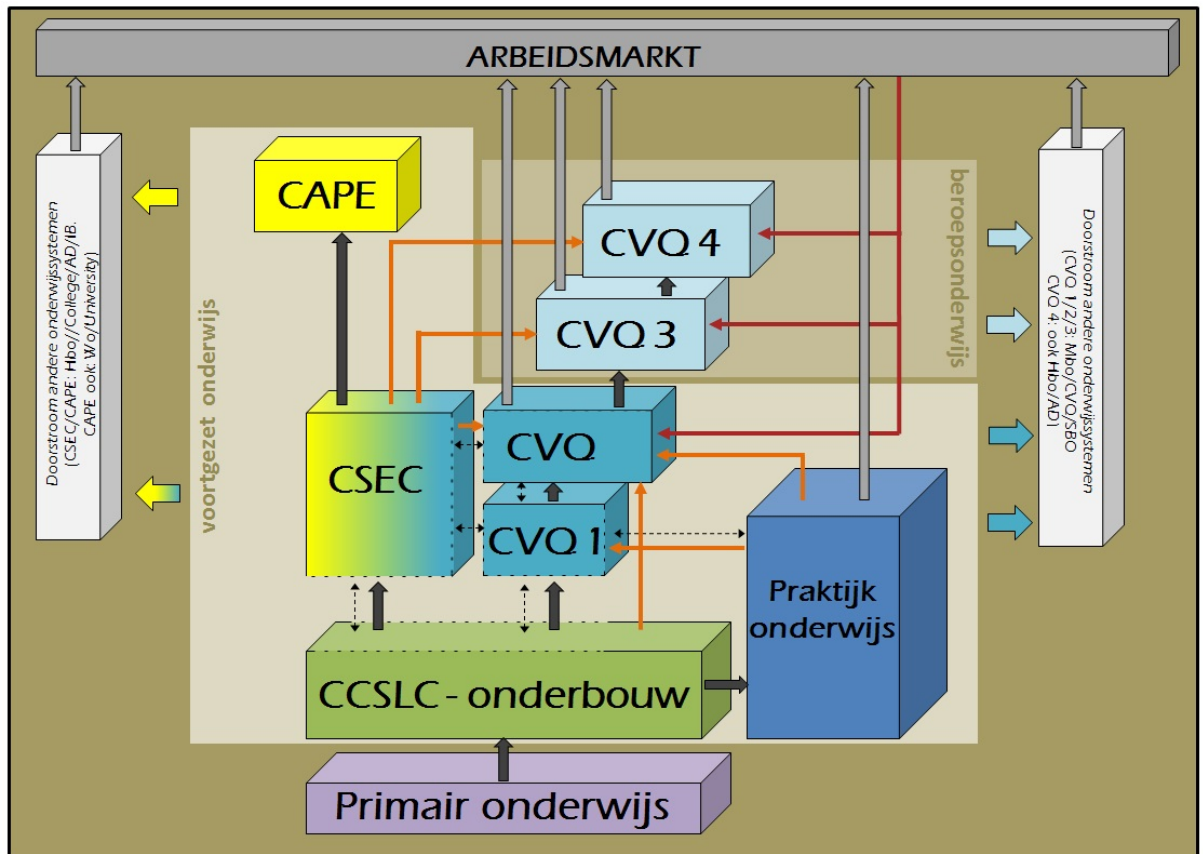 ARBEIDSMARKT
Doorstroom andere onderwijssystemen
(CSEC/CAPE: Hbo//College/AD/IB.
CAPE ook: Wo/University)
voortgezet onderwijs
CAPE
beroepsonderwijs
CVQ 4
CVQ 3
CSEC
CVQ
CVQ 1
Praktijk
onderwijs
CCSLC - onderbouw
Primair onderwijs
Doorstroom andere onderwijssystemen
(CVQ 1/2/3: Mbo/CVQ/SBO
CVQ 4: ook Hbo/AD)